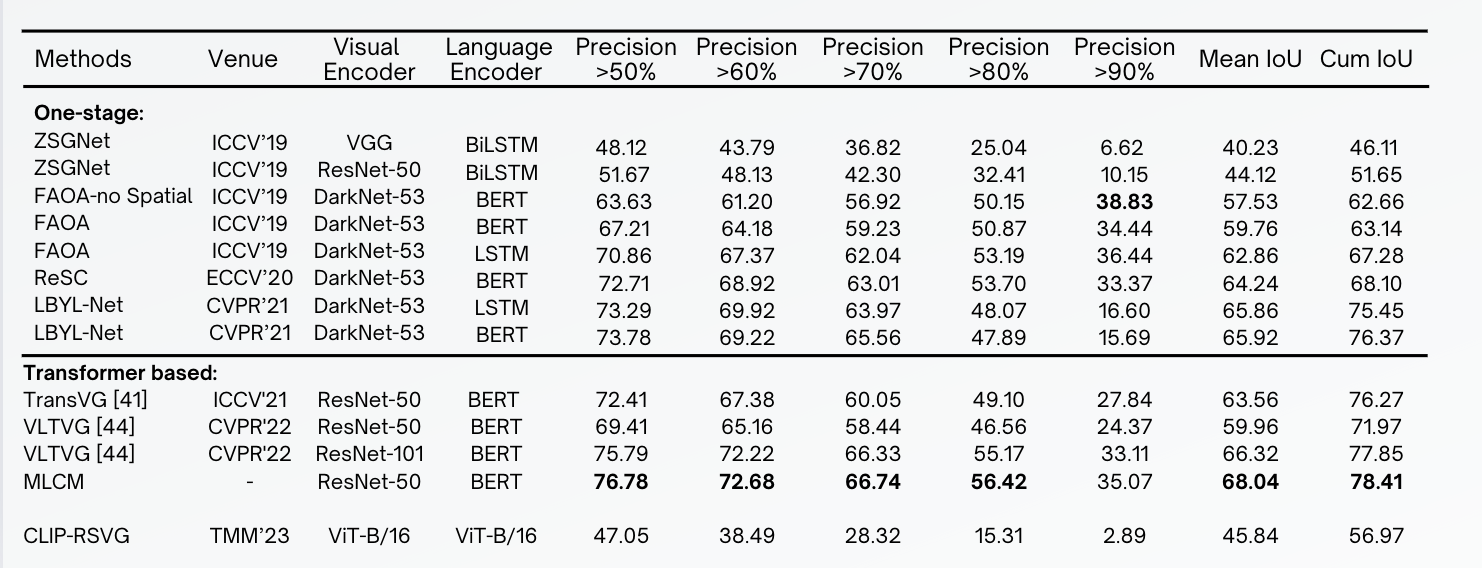 Methods Venue Visual Encoder Language Encoder Precision >50% Precision >60% Precision >70% Precision >80% Precision >90% Mean IoU Cum IoU
One-stage:
ZSGNet ICCV’19 VGG BiLSTM 48.12 43.79 36.82 25.04 6.62 40.23 46.11
ZSGNet ICCV’19 ResNet-50 BiLSTM 51.67 48.13 42.30 32.41 10.15 44.12 51.65
FAOA-no Spatial ICCV’19 DarkNet-53 BERT 63.63 61.20 56.92 50.15 38.83 57.53 62.66
FAOA ICCV’19 DarkNet-53 BERT 67.21 64.18 59.23 50.87 34.44 59.76 63.14
FAOA ICCV’19 DarkNet-53 LSTM 70.86 67.37 62.04 53.19 36.44 62.86 67.28
ReSC ECCV’20 DarkNet-53 BERT 72.71 68.92 63.01 53.70 33.37 64.24 68.10
LBYL-Net CVPR’21 DarkNet-53 LSTM 73.29 69.92 63.97 48.07 16.60 65.86 75.45
LBYL-Net CVPR’21 DarkNet-53 BERT 73.78 69.22 65.56 47.89 15.69 65.92 76.37
Transformer based:
TransVG [41] ICCV'21 ResNet-50 BERT 72.41 67.38 60.05 49.10 27.84 63.56 76.27
VLTVG [44] CVPR'22 ResNet-50 BERT 69.41 65.16 58.44 46.56 24.37 59.96 71.97
VLTVG [44] CVPR'22 ResNet-101 BERT 75.79 72.22 66.33 55.17 33.11 66.32 77.85
MLCM - ResNet-50 BERT 76.78 72.68 66.74 56.42 35.07 68.04 78.41
CLIP-RSVG TMM’23 ViT-B/16 ViT-B/16 47.05 38.49 28.32 15.31 2.89 45.84 56.97